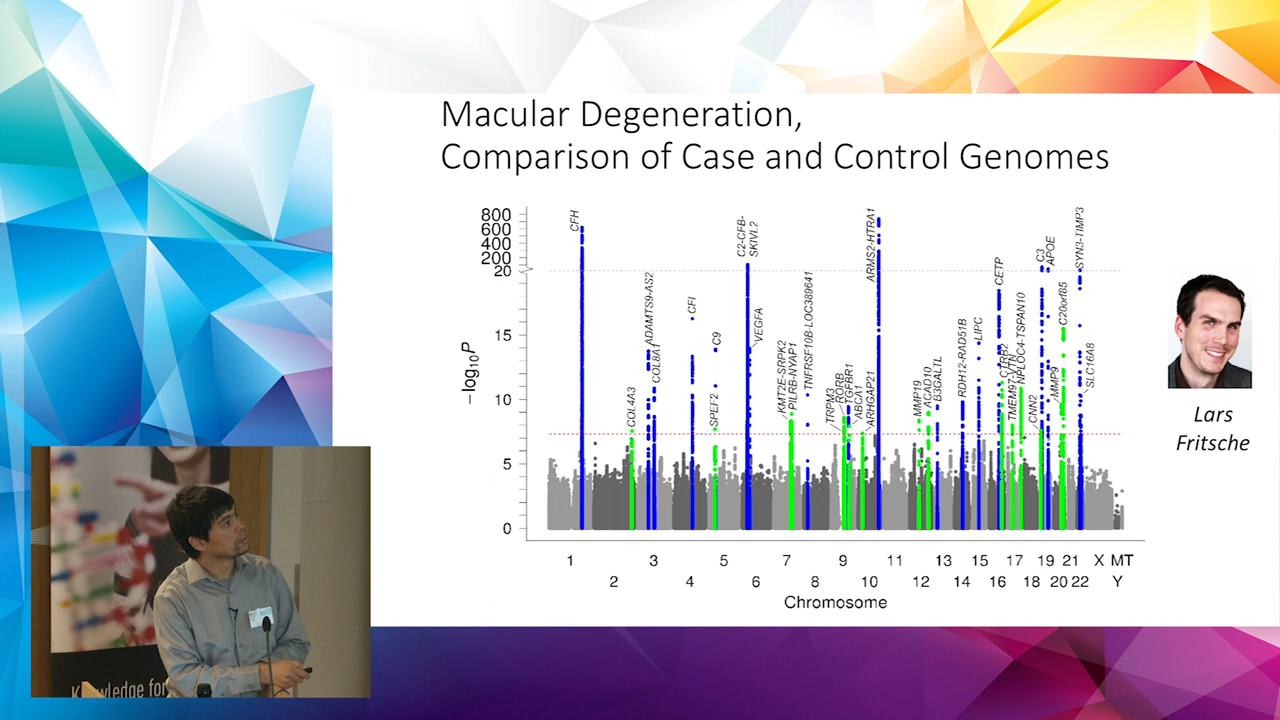 Macular Degeneration,
Comparison of Case and Control Genomes
800
600
400
200
20
15
10
5
0
−log₁₀P
CFH
COL4A3
ADAMTS9-AS2
COL8A1
CFI
C9
SPEF2
C2-CFB-
SKIVL2
VEGFA
KMT2E-SRPK2
PILRB-NYAP1
TNFRSF10B-LOC389641
TRPM3
RORB
TGFBR1
ABCA1
ARHGAP21
ARMS2-HTRA1
MMP19
ACAD10
B3GALTL
RDH12-RAD51B
LIPC
CETP
CTRB2
TMEM97-VTN
NPLOC4-TSPAN10
CNN2
C3
APOE
MMP9
C20orf85
SYN3-TIMP3
SLC16A8
1 3 5 7 9 11 13 15 17 19 21 X MT
2 4 6 8 10 12 14 16 18 20 22 Y
Chromosome
Lars
Fritsche
Knowledge for